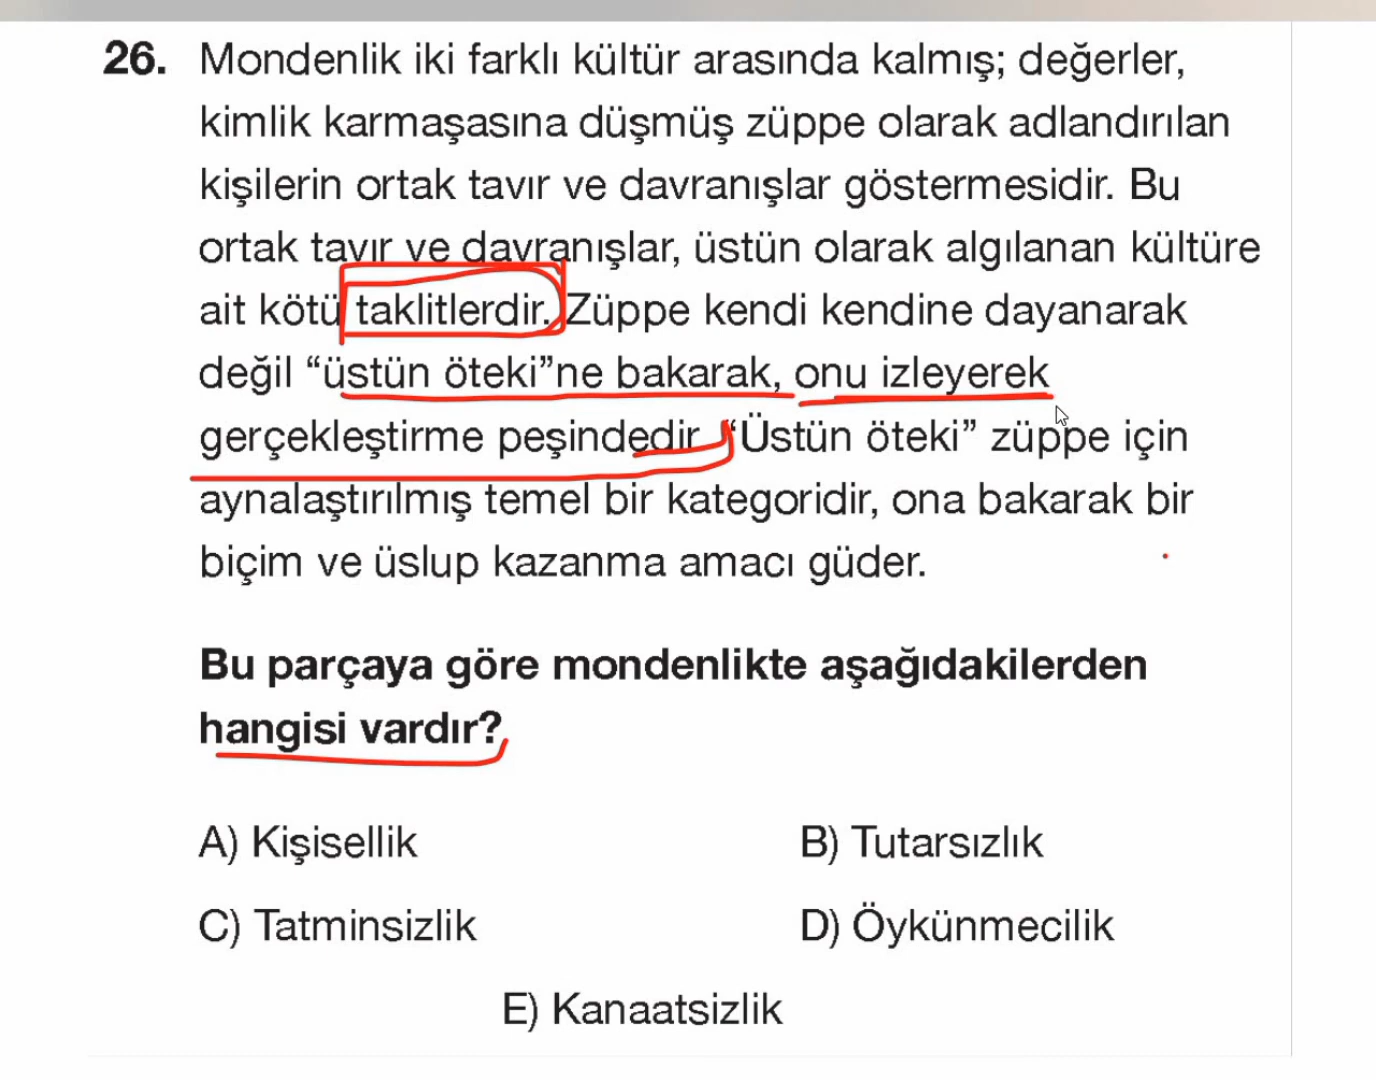 26. Mondenlik iki farklı kültür arasında kalmış; değerler,
kimlik karmaşasına düşmüş züppe olarak adlandırılan
kişilerin ortak tavır ve davranışlar göstermesidir. Bu
ortak tavır ve davranışlar, üstün olarak algılanan kültüre
ait kötü taklitlerdir. Züppe kendi kendine dayanarak
değil “üstün öteki”ne bakarak, onu izleyerek
gerçekleştirme peşindedir. “Üstün öteki” züppe için
aynalaştırılmış temel bir kategoridir, ona bakarak bir
biçim ve üslup kazanma amacı güder.
Bu parçaya göre mondenlikte aşağıdakilerden
hangisi vardır?
A) Kişisellik
B) Tutarsızlık
C) Tatminsizlik
D) Öykünmecilik
E) Kanaatsizlik